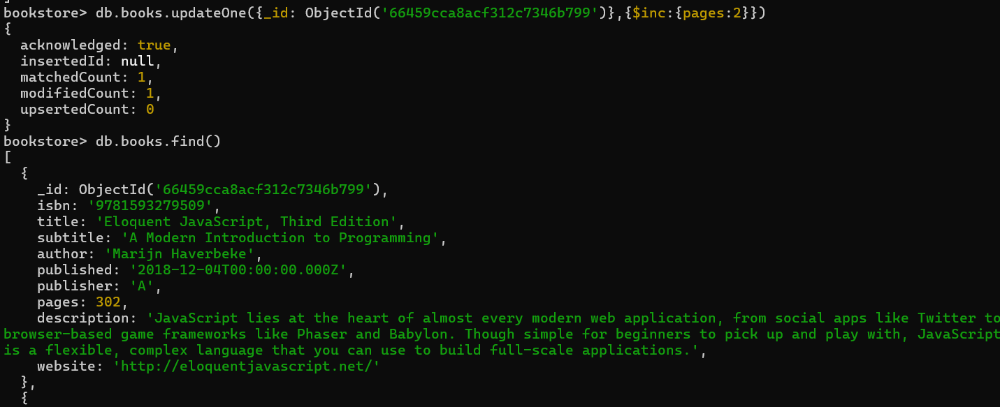 bookstore> db.books.updateOne({_id: ObjectId('66459cca8acf312c7346b799')},{$inc:{pages:2}})
{
  acknowledged: true,
  insertedId: null,
  matchedCount: 1,
  modifiedCount: 1,
  upsertedCount: 0
}
bookstore> db.books.find()
[
  {
    _id: ObjectId('66459cca8acf312c7346b799'),
    isbn: '9781593279509',
    title: 'Eloquent JavaScript, Third Edition',
    subtitle: 'A Modern Introduction to Programming',
    author: 'Marijn Haverbeke',
    published: '2018-12-04T00:00:00.000Z',
    publisher: 'A',
    pages: 302,
    description: 'JavaScript lies at the heart of almost every modern web application, from social apps like Twitter to
browser-based game frameworks like Phaser and Babylon. Though simple for beginners to pick up and play with, JavaScript
is a flexible, complex language that you can use to build full-scale applications.',
    website: 'http://eloquentjavascript.net/'
  },
  {